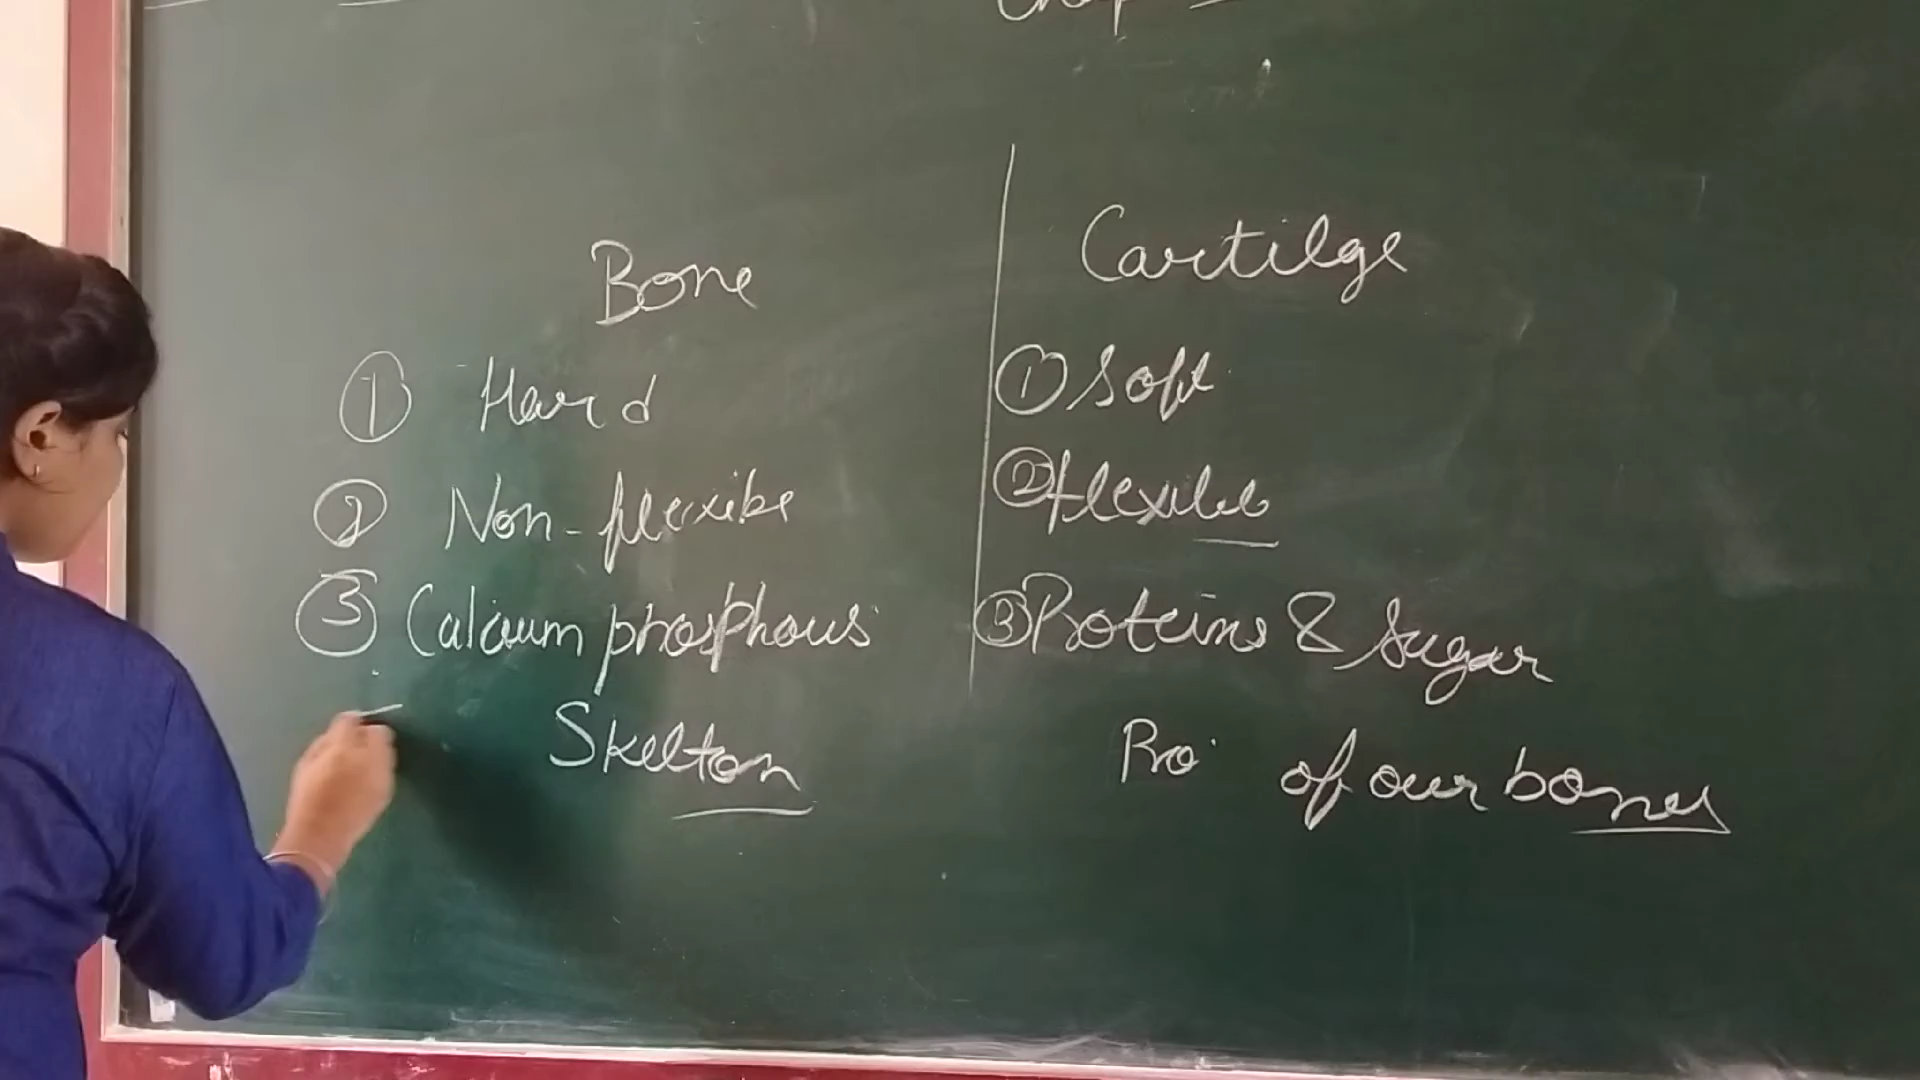 Bone
① Hard
② Non-flexibe
③ Calcium phosphous
Skelton
Cartilge
① Soft
② flexible
③ Proteins & Sugar
Pro. of our bones